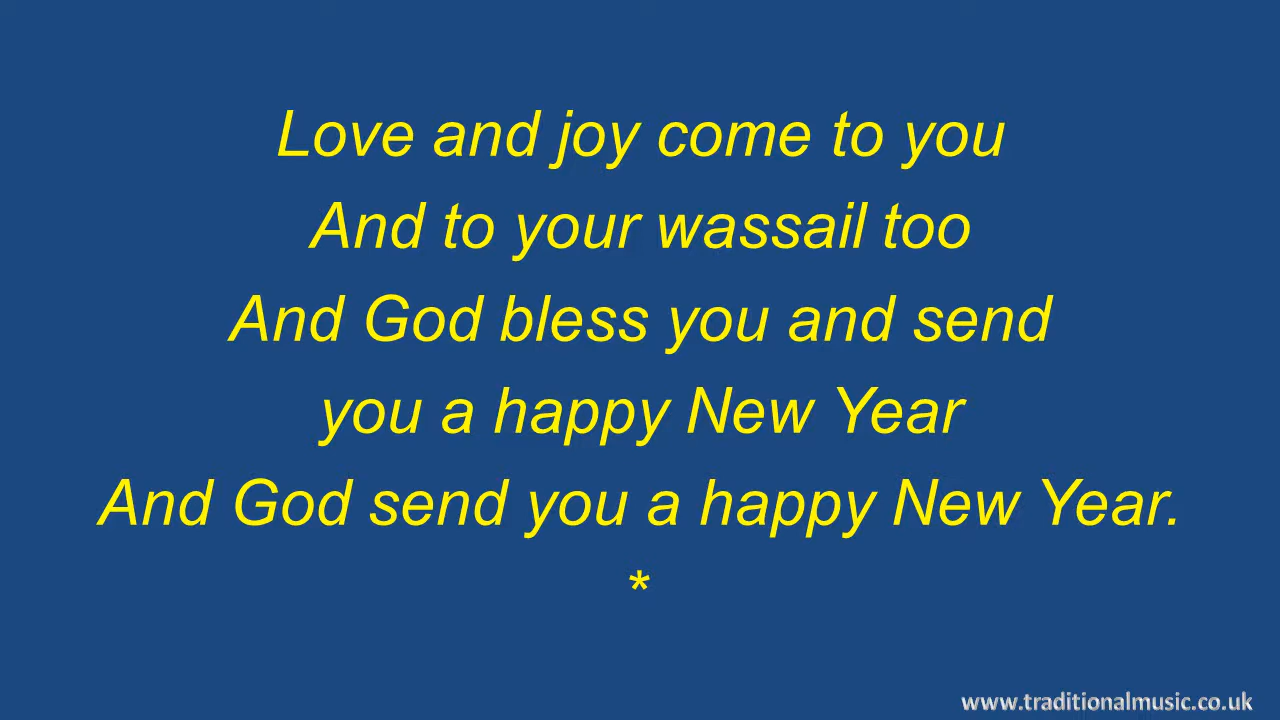 Love and joy come to you
And to your wassail too
And God bless you and send
you a happy New Year
And God send you a happy New Year.
*
www.traditionalmusic.co.uk